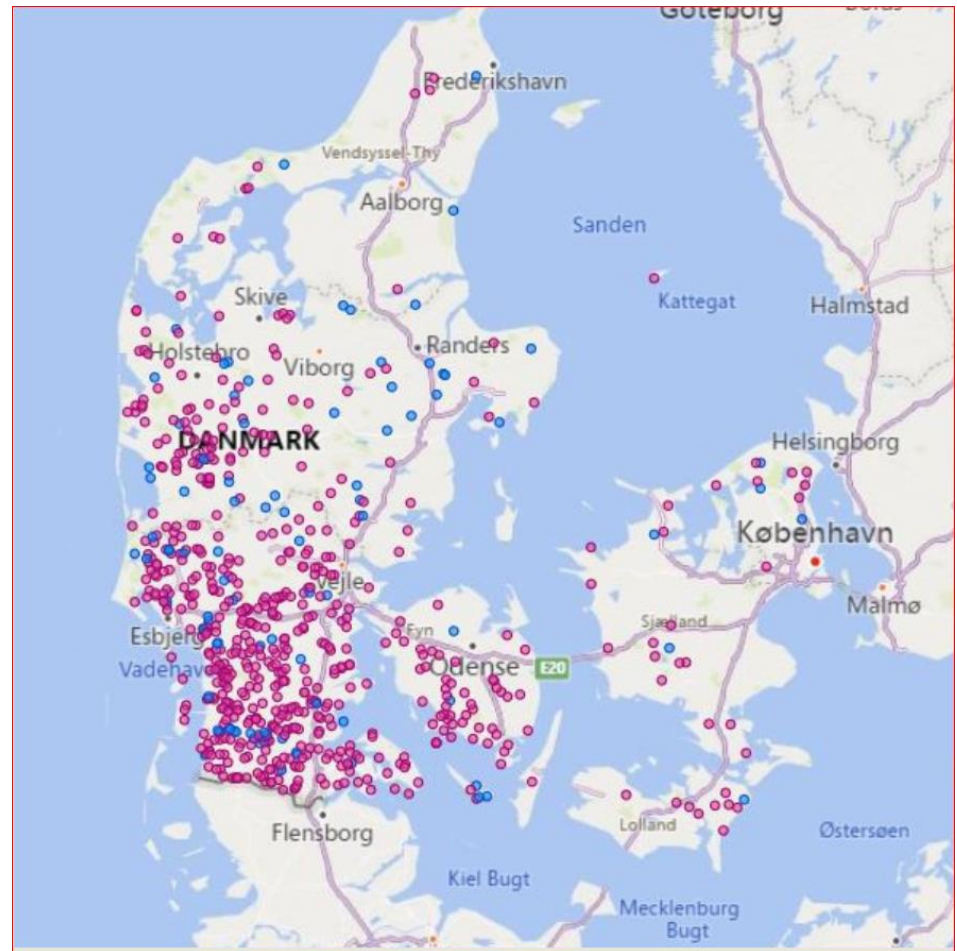 Göteborg
Frederikshavn
Vendsyssel-Thy
Aalborg
Sanden
Skive
Kattegat
Halmstad
Holstebro
Randers
Viborg
DANMARK
Helsingborg
København
Vejle
Malmø
Esbjerg
Fyn
Sjælland
Vadehav
Odense
E20
Flensborg
Lolland
Østersøen
Kiel Bugt
Mecklenburg
Bugt